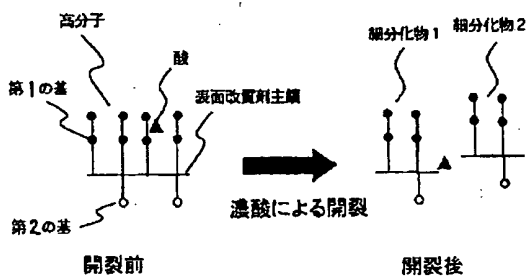 高分子
酸
第1の基
表面改質剤主鎖
第2の基
開裂前
濃酸による開裂
細分化物1
細分化物2
開裂後